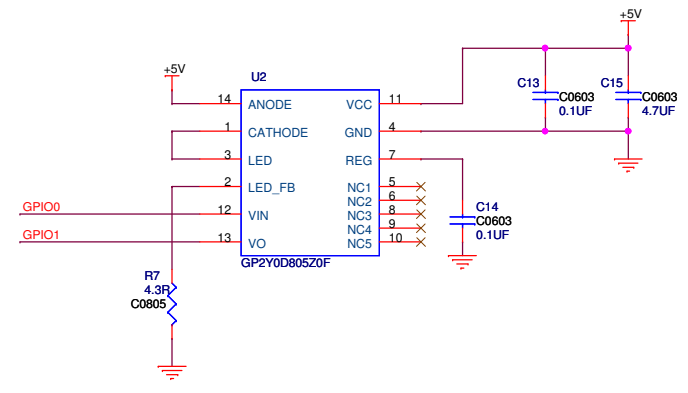 +5V
U2
+5V
14 ANODE VCC 11
C13 C0603 0.1UF
C15 C0603 4.7UF
1 CATHODE GND 4
3 LED REG 7
2 LED_FB NC1 5
NC2 6
GPIO0 12 VIN NC3 8
C14 C0603 0.1UF
NC4 9
GPIO1 13 VO NC5 10
GP2Y0D805Z0F
R7
4.3R
C0805